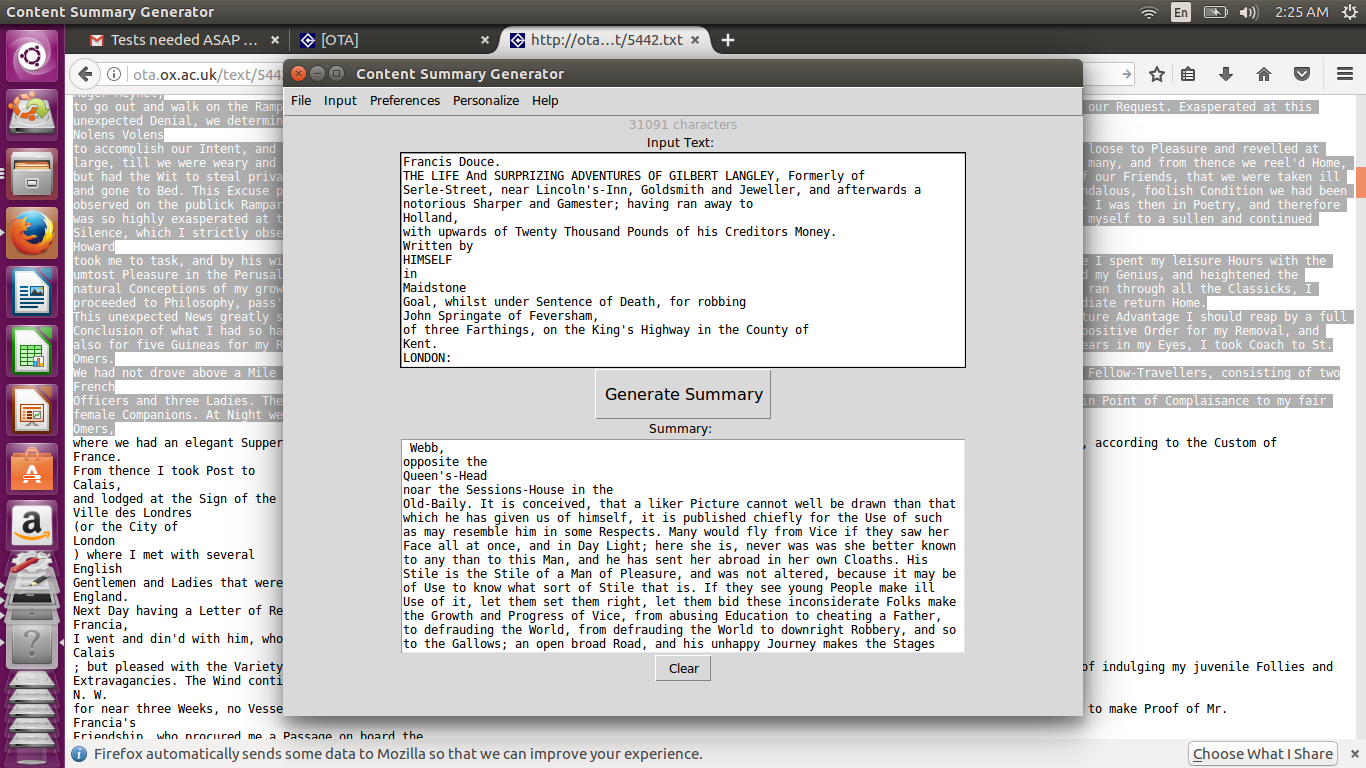 Content Summary Generator
En
2:25 AM
Tests needed ASAP ...
[OTA]
http://ota...t/5442.txt
ota.ox.ac.uk/text/544
Content Summary Generator
File Input Preferences Personalize Help
31091 characters
Input Text:
Francis Douce.
THE LIFE And SURPRIZING ADVENTURES OF GILBERT LANGLEY, Formerly of
Serle-Street, near Lincoln's-Inn, Goldsmith and Jeweller, and afterwards a
notorious Sharper and Gamester; having ran away to
Holland,
with upwards of Twenty Thousand Pounds of his Creditors Money.
Written by
HIMSELF
in
Maidstone
Goal, whilst under Sentence of Death, for robbing
John Springate of Feversham,
of three Farthings, on the King's Highway in the County of
Kent.
LONDON:
Generate Summary
Summary:
Webb,
opposite the
Queen's-Head
noar the Sessions-House in the
Old-Baily. It is conceived, that a liker Picture cannot well be drawn than that
which he has given us of himself, it is published chiefly for the Use of such
as may resemble him in some Respects. Many would fly from Vice if they saw her
Face all at once, and in Day Light; here she is, never was was she better known
to any than to this Man, and he has sent her abroad in her own Cloaths. His
Stile is the Stile of a Man of Pleasure, and was not altered, because it may be
of Use to know what sort of Stile that is. If they see young People make ill
Use of it, let them set them right, let them bid these inconsiderate Folks make
the Growth and Progress of Vice, from abusing Education to cheating a Father,
to defrauding the World, from defrauding the World to downright Robbery, and so
to the Gallows; an open broad Road, and his unhappy Journey makes the Stages
Clear
to go out and walk on the Ramp our Request. Exasperated at this
unexpected Denial, we determin
Nolens Volens
to accomplish our Intent, and loose to Pleasure and revelled at
large, till we were weary and many, and from thence we reel'd Home,
but had the Wit to steal priva f our Friends, that we were taken ill
and gone to Bed. This Excuse p ndalous, foolish Condition we had been
observed on the publick Rampar . I was then in Poetry, and therefore
was so highly exasperated at t myself to a sullen and continued
Silence, which I strictly obse
Howard
took me to task, and by his wi e I spent my leisure Hours with the
umtost Pleasure in the Perusal d my Genius, and heightened the
natural Conceptions of my grow ran through all the Classicks, I
proceeded to Philosophy, pass' diate return Home.
This unexpected News greatly s ture Advantage I should reap by a full
Conclusion of what I had so ha positive Order for my Removal, and
also for five Guineas for my R ears in my Eyes, I took Coach to St.
Omers.
We had not drove above a Mile Fellow-Travellers, consisting of two
French
Officers and three Ladies. The in Point of Complaisance to my fair
female Companions. At Night we
Omers,
where we had an elegant Supper , according to the Custom of
France.
From thence I took Post to
Calais,
and lodged at the Sign of the
Ville des Londres
(or the City of
London
) where I met with several
English
Gentlemen and Ladies that were
England.
Next Day having a Letter of Re
Francia,
I went and din'd with him, who
Calais
; but pleased with the Variety of indulging my juvenile Follies and
Extravagancies. The Wind conti
N. W.
for near three Weeks, no Vesse to make Proof of Mr.
Francia's
Friendship, who procured me a Passage on board the
Firefox automatically sends some data to Mozilla so that we can improve your experience.
Choose What I Share